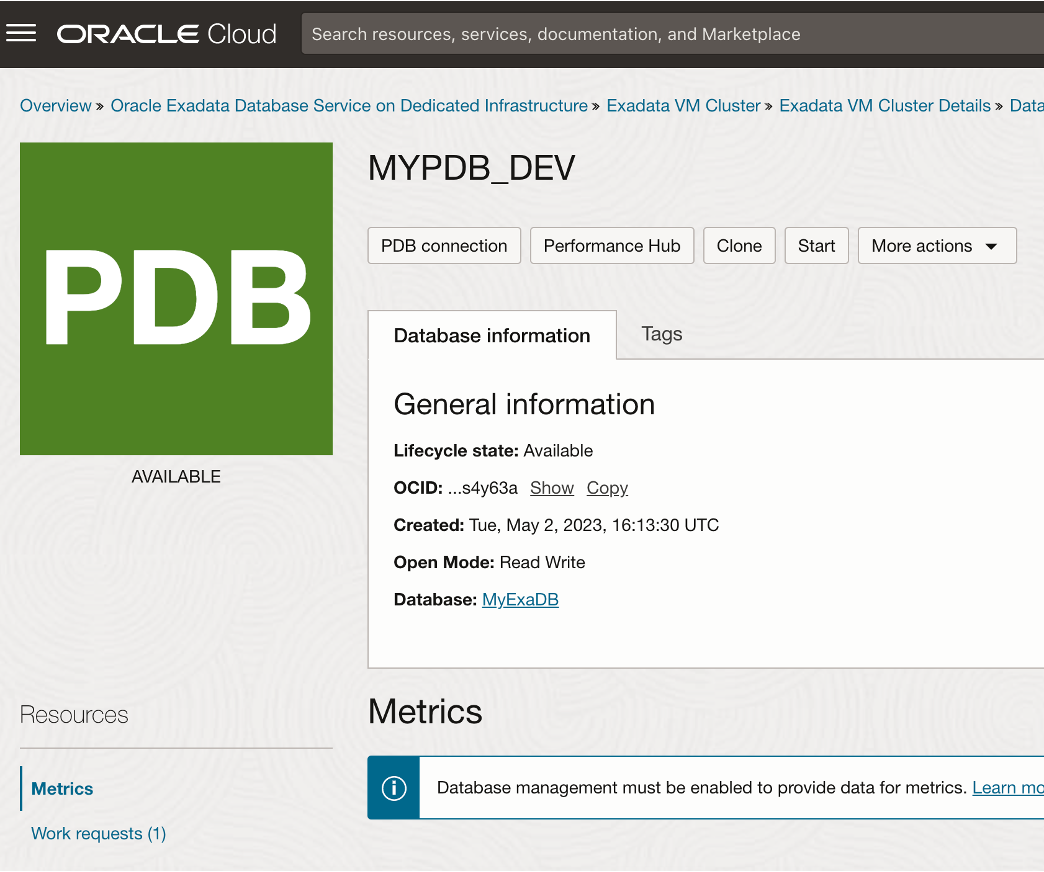 ORACLE Cloud
Search resources, services, documentation, and Marketplace
Overview » Oracle Exadata Database Service on Dedicated Infrastructure » Exadata VM Cluster » Exadata VM Cluster Details »
PDB
AVAILABLE
MYPDB_DEV
PDB connection
Performance Hub
Clone
Start
More actions
Database information
Tags
General information
Lifecycle state: Available
OCID: ...s4y63a Show Copy
Created: Tue, May 2, 2023, 16:13:30 UTC
Open Mode: Read Write
Database: MyExaDB
Resources
Metrics
Work requests (1)
Metrics
Database management must be enabled to provide data for metrics. Learn